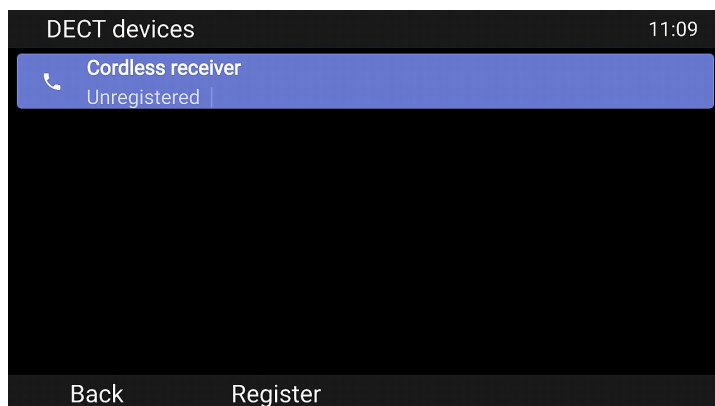 DECT devices 11:09
Cordless receiver
Unregistered
Back Register